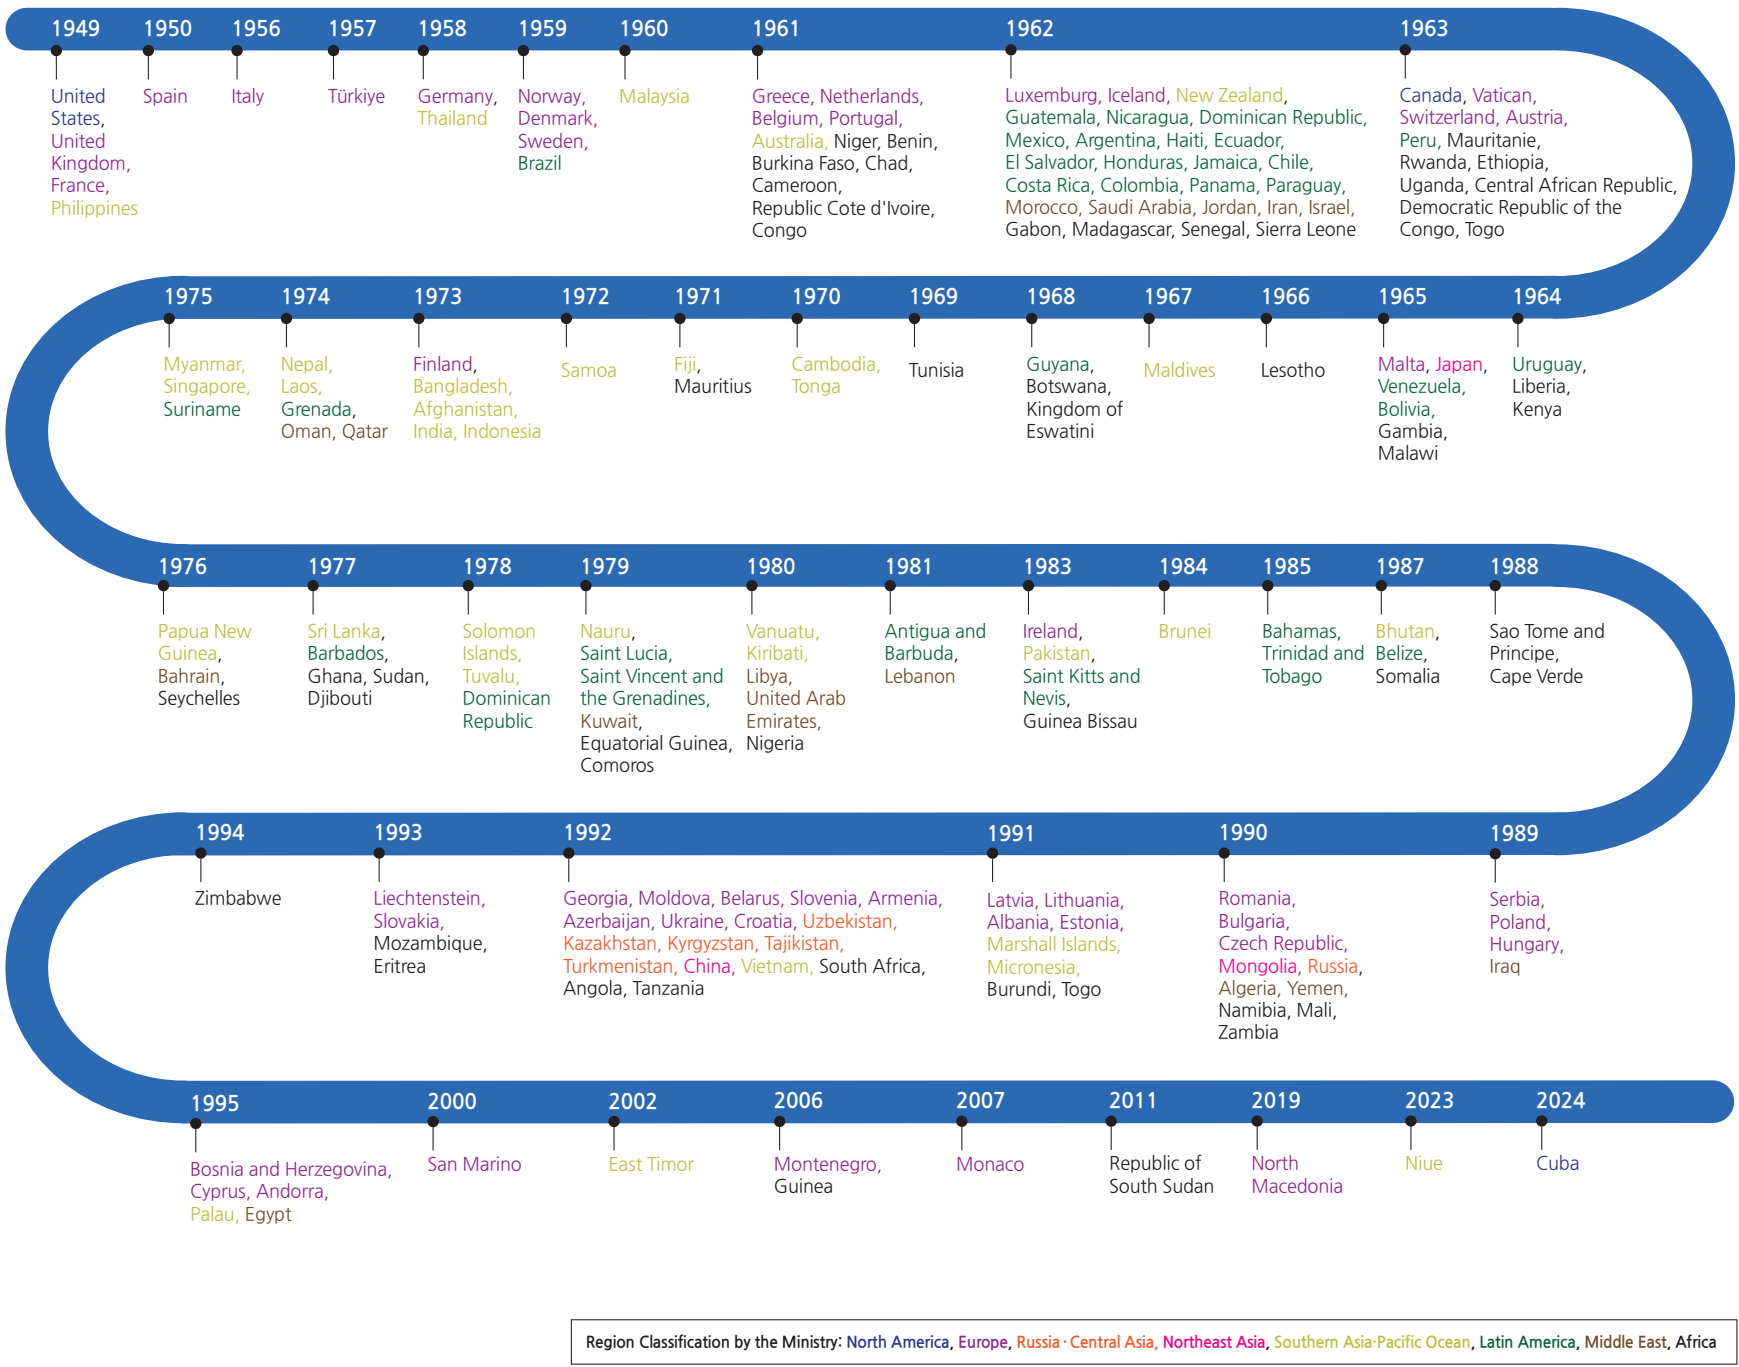 1949
United
States,
United
Kingdom,
France,
Philippines
1950
Spain
1956
Italy
1957
Türkiye
1958
Germany,
Thailand
1959
Norway,
Denmark,
Sweden,
Brazil
1960
Malaysia
1961
Greece, Netherlands,
Belgium, Portugal,
Australia, Niger, Benin,
Burkina Faso, Chad,
Cameroon,
Republic Cote d'Ivoire,
Congo
1962
Luxemburg, Iceland, New Zealand,
Guatemala, Nicaragua, Dominican Republic,
Mexico, Argentina, Haiti, Ecuador,
El Salvador, Honduras, Jamaica, Chile,
Costa Rica, Colombia, Panama, Paraguay,
Morocco, Saudi Arabia, Jordan, Iran, Israel,
Gabon, Madagascar, Senegal, Sierra Leone
1963
Canada, Vatican,
Switzerland, Austria,
Peru, Mauritanie,
Rwanda, Ethiopia,
Uganda, Central African Republic,
Democratic Republic of the
Congo, Togo
1975
Myanmar,
Singapore,
Suriname
1974
Nepal,
Laos,
Grenada,
Oman, Qatar
1973
Finland,
Bangladesh,
Afghanistan,
India, Indonesia
1972
Samoa
1971
Fiji,
Mauritius
1970
Cambodia,
Tonga
1969
Tunisia
1968
Guyana,
Botswana,
Kingdom of
Eswatini
1967
Maldives
1966
Lesotho
1965
Malta, Japan,
Venezuela,
Bolivia,
Gambia,
Malawi
1964
Uruguay,
Liberia,
Kenya
1976
Papua New
Guinea,
Bahrain,
Seychelles
1977
Sri Lanka,
Barbados,
Ghana, Sudan,
Djibouti
1978
Solomon
Islands,
Tuvalu,
Dominican
Republic
1979
Nauru,
Saint Lucia,
Saint Vincent and
the Grenadines,
Kuwait,
Equatorial Guinea,
Comoros
1980
Vanuatu,
Kiribati,
Libya,
United Arab
Emirates,
Nigeria
1981
Antigua and
Barbuda,
Lebanon
1983
Ireland,
Pakistan,
Saint Kitts and
Nevis,
Guinea Bissau
1984
Brunei
1985
Bahamas,
Trinidad and
Tobago
1987
Bhutan,
Belize,
Somalia
1988
Sao Tome and
Principe,
Cape Verde
1994
Zimbabwe
1993
Liechtenstein,
Slovakia,
Mozambique,
Eritrea
1992
Georgia, Moldova, Belarus, Slovenia, Armenia,
Azerbaijan, Ukraine, Croatia, Uzbekistan,
Kazakhstan, Kyrgyzstan, Tajikistan,
Turkmenistan, China, Vietnam, South Africa,
Angola, Tanzania
1991
Latvia, Lithuania,
Albania, Estonia,
Marshall Islands,
Micronesia,
Burundi, Togo
1990
Romania,
Bulgaria,
Czech Republic,
Mongolia, Russia,
Algeria, Yemen,
Namibia, Mali,
Zambia
1989
Serbia,
Poland,
Hungary,
Iraq
1995
Bosnia and Herzegovina,
Cyprus, Andorra,
Palau, Egypt
2000
San Marino
2002
East Timor
2006
Montenegro,
Guinea
2007
Monaco
2011
Republic of
South Sudan
2019
North
Macedonia
2023
Niue
2024
Cuba
Region Classification by the Ministry: North America, Europe, Russia · Central Asia, Northeast Asia, Southern Asia·Pacific Ocean, Latin America, Middle East, Africa